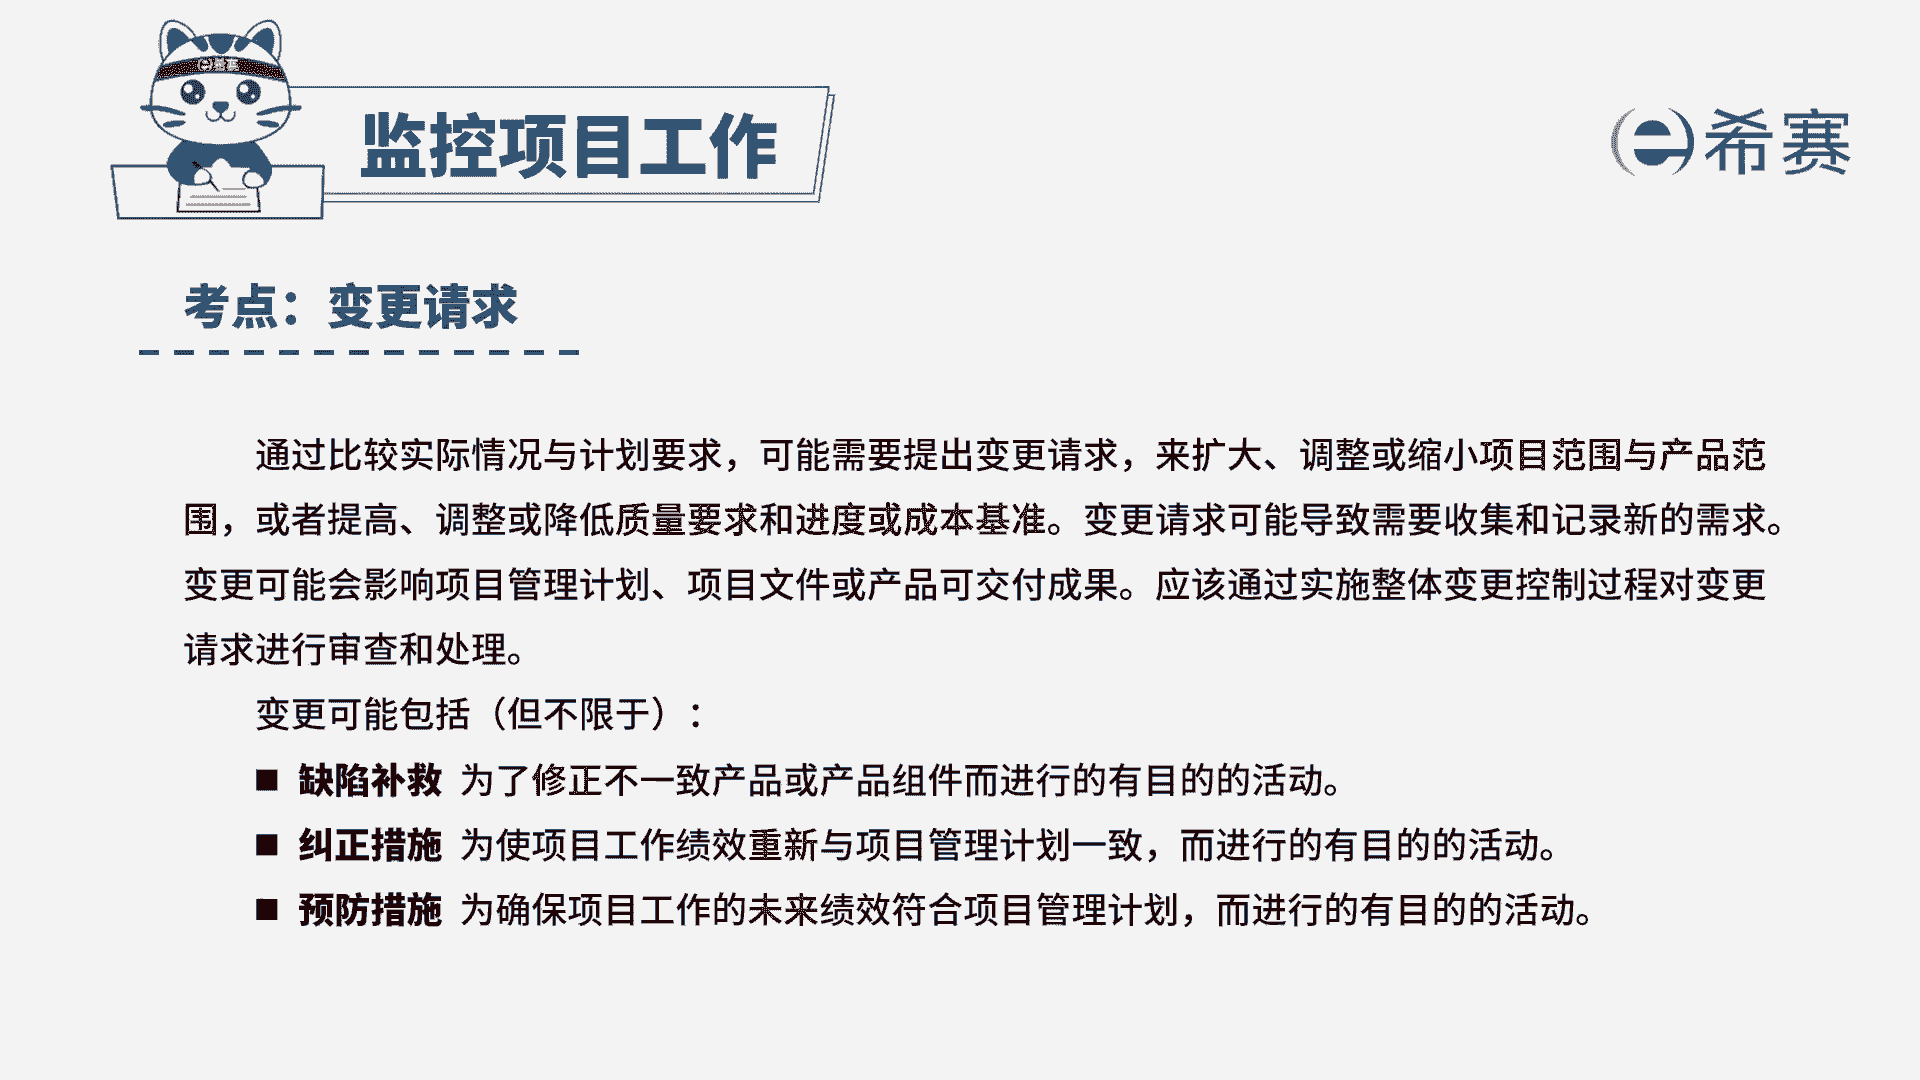 希赛
监控项目工作
希赛
考点：变更请求
通过比较实际情况与计划要求，可能需要提出变更请求，来扩大、调整或缩小项目范围与产品范
围，或者提高、调整或降低质量要求和进度或成本基准。变更请求可能导致需要收集和记录新的需求。
变更可能会影响项目管理计划、项目文件或产品可交付成果。应该通过实施整体变更控制过程对变更
请求进行审查和处理。
变更可能包括（但不限于）：
■ 缺陷补救 为了修正不一致产品或产品组件而进行的有目的的活动。
■ 纠正措施 为使项目工作绩效重新与项目管理计划一致，而进行的有目的的活动。
■ 预防措施 为确保项目工作的未来绩效符合项目管理计划，而进行的有目的的活动。